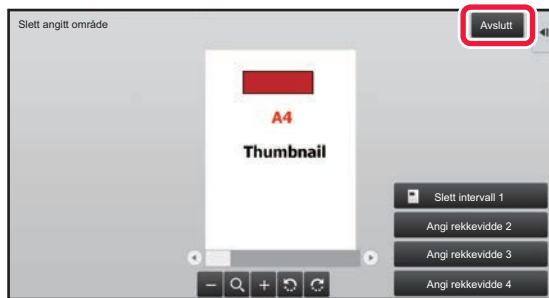 Slett angitt område
Avslutt
A4
Thumbnail
Slett intervall 1
Angi rekkevidde 2
Angi rekkevidde 3
Angi rekkevidde 4